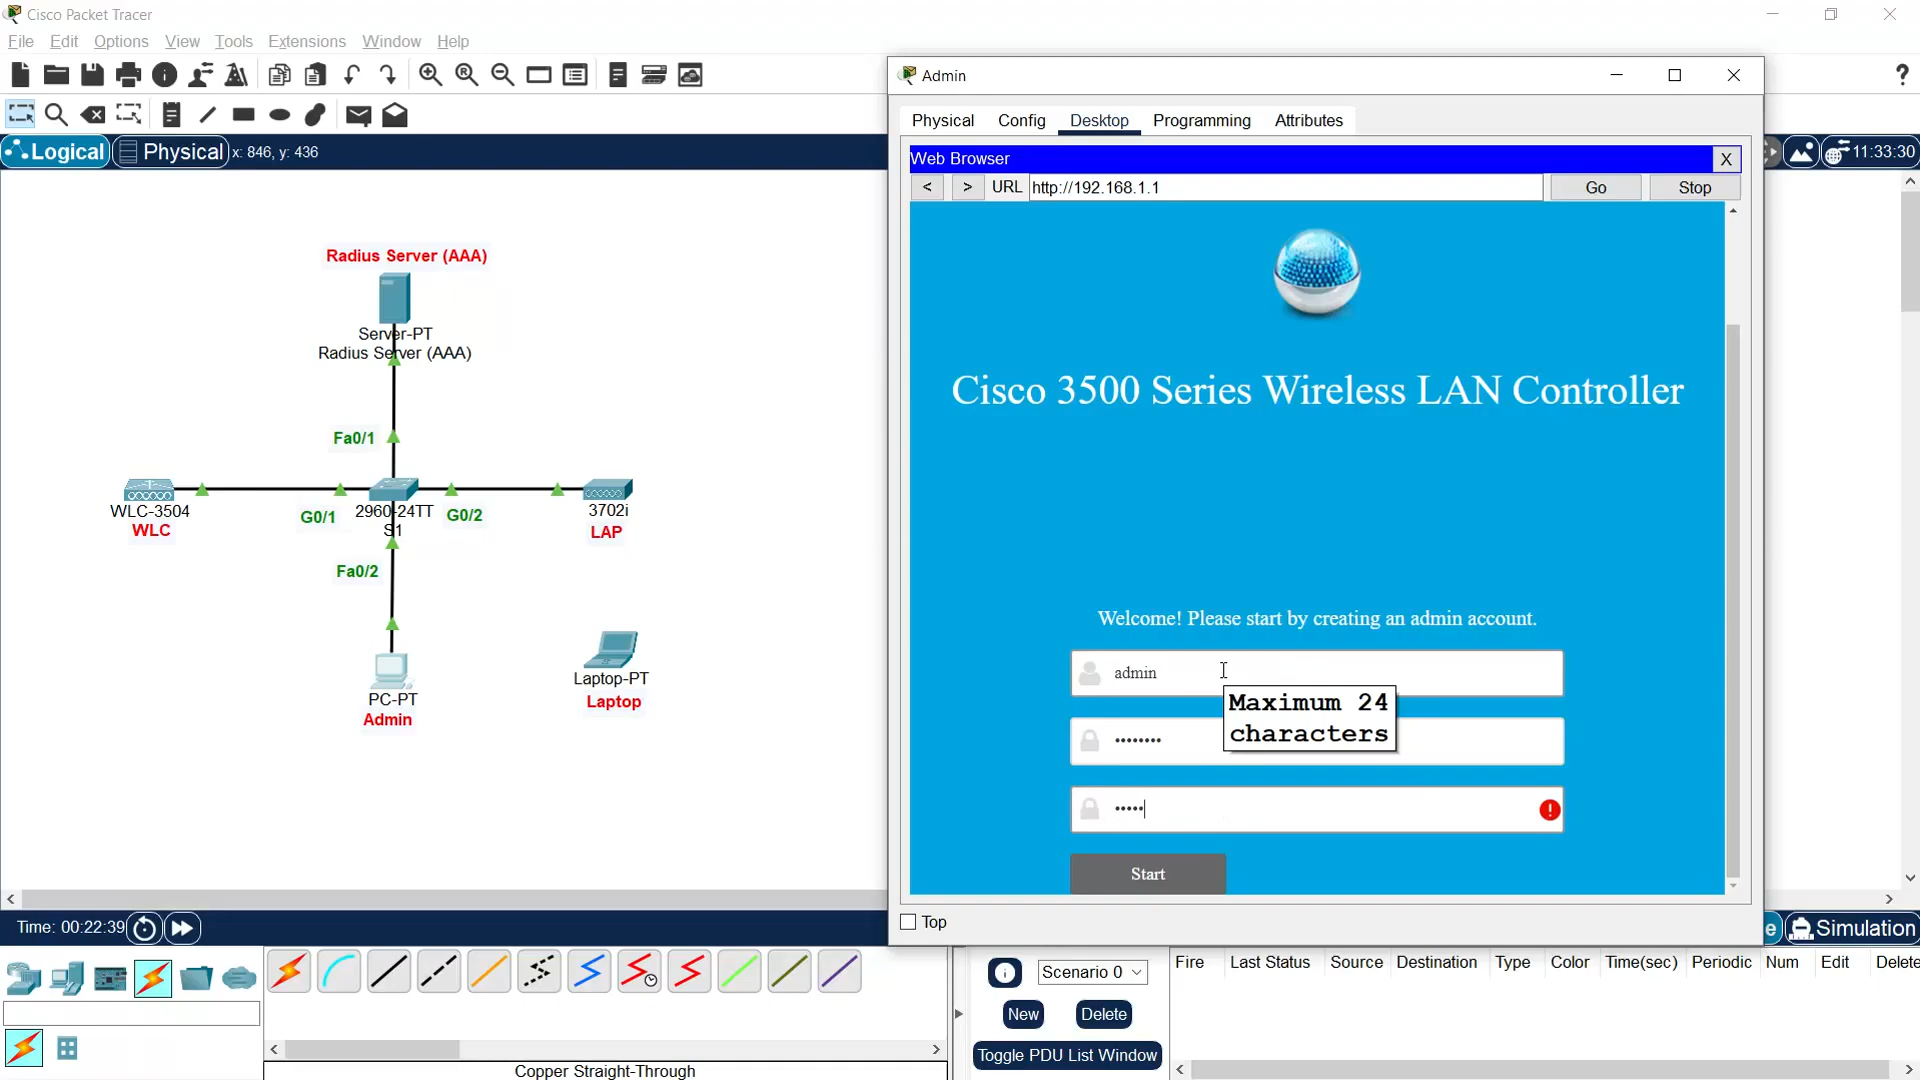 Cisco Packet Tracer
File Edit Options View Tools Extensions Window Help
?
Logical Physical x: 846, y: 436
11:33:30
Radius Server (AAA)
Server-PT
Radius Server (AAA)
Fa0/1
WLC-3504
WLC
G0/1
2960-24TT
S1
G0/2
3702i
LAP
Fa0/2
PC-PT
Admin
Laptop-PT
Laptop
Admin
Physical Config Desktop Programming Attributes
Web Browser X
< > URL http://192.168.1.1 Go Stop
Cisco 3500 Series Wireless LAN Controller
Welcome! Please start by creating an admin account.
admin
Maximum 24
characters
••••••••
•••••
!
Start
Top
Time: 00:22:39
e Simulation
Scenario 0
New Delete
Toggle PDU List Window
Fire Last Status Source Destination Type Color Time(sec) Periodic Num Edit Delete
Copper Straight-Through